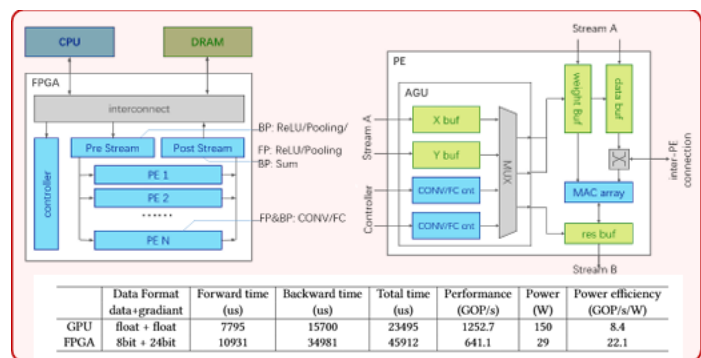 CPU
DRAM
FPGA
interconnect
controller
Pre Stream
Post Stream
PE 1
PE 2
······
PE N
BP: ReLU/Pooling/
FP: ReLU/Pooling
BP: Sum
FP&BP: CONV/FC
Stream A
PE
AGU
Stream A
Controller
X buf
Y buf
CONV/FC cnt
CONV/FC cnt
MUX
weight Buf
data buf
inter-PE
connection
MAC array
res buf
Stream B
Data Format Forward time Backward time Total time Performance Power Power efficiency
data+gradiant (us) (us) (us) (GOP/s) (W) (GOP/s/W)
GPU float + float 7795 15700 23495 1252.7 150 8.4
FPGA 8bit + 24bit 10931 34981 45912 641.1 29 22.1